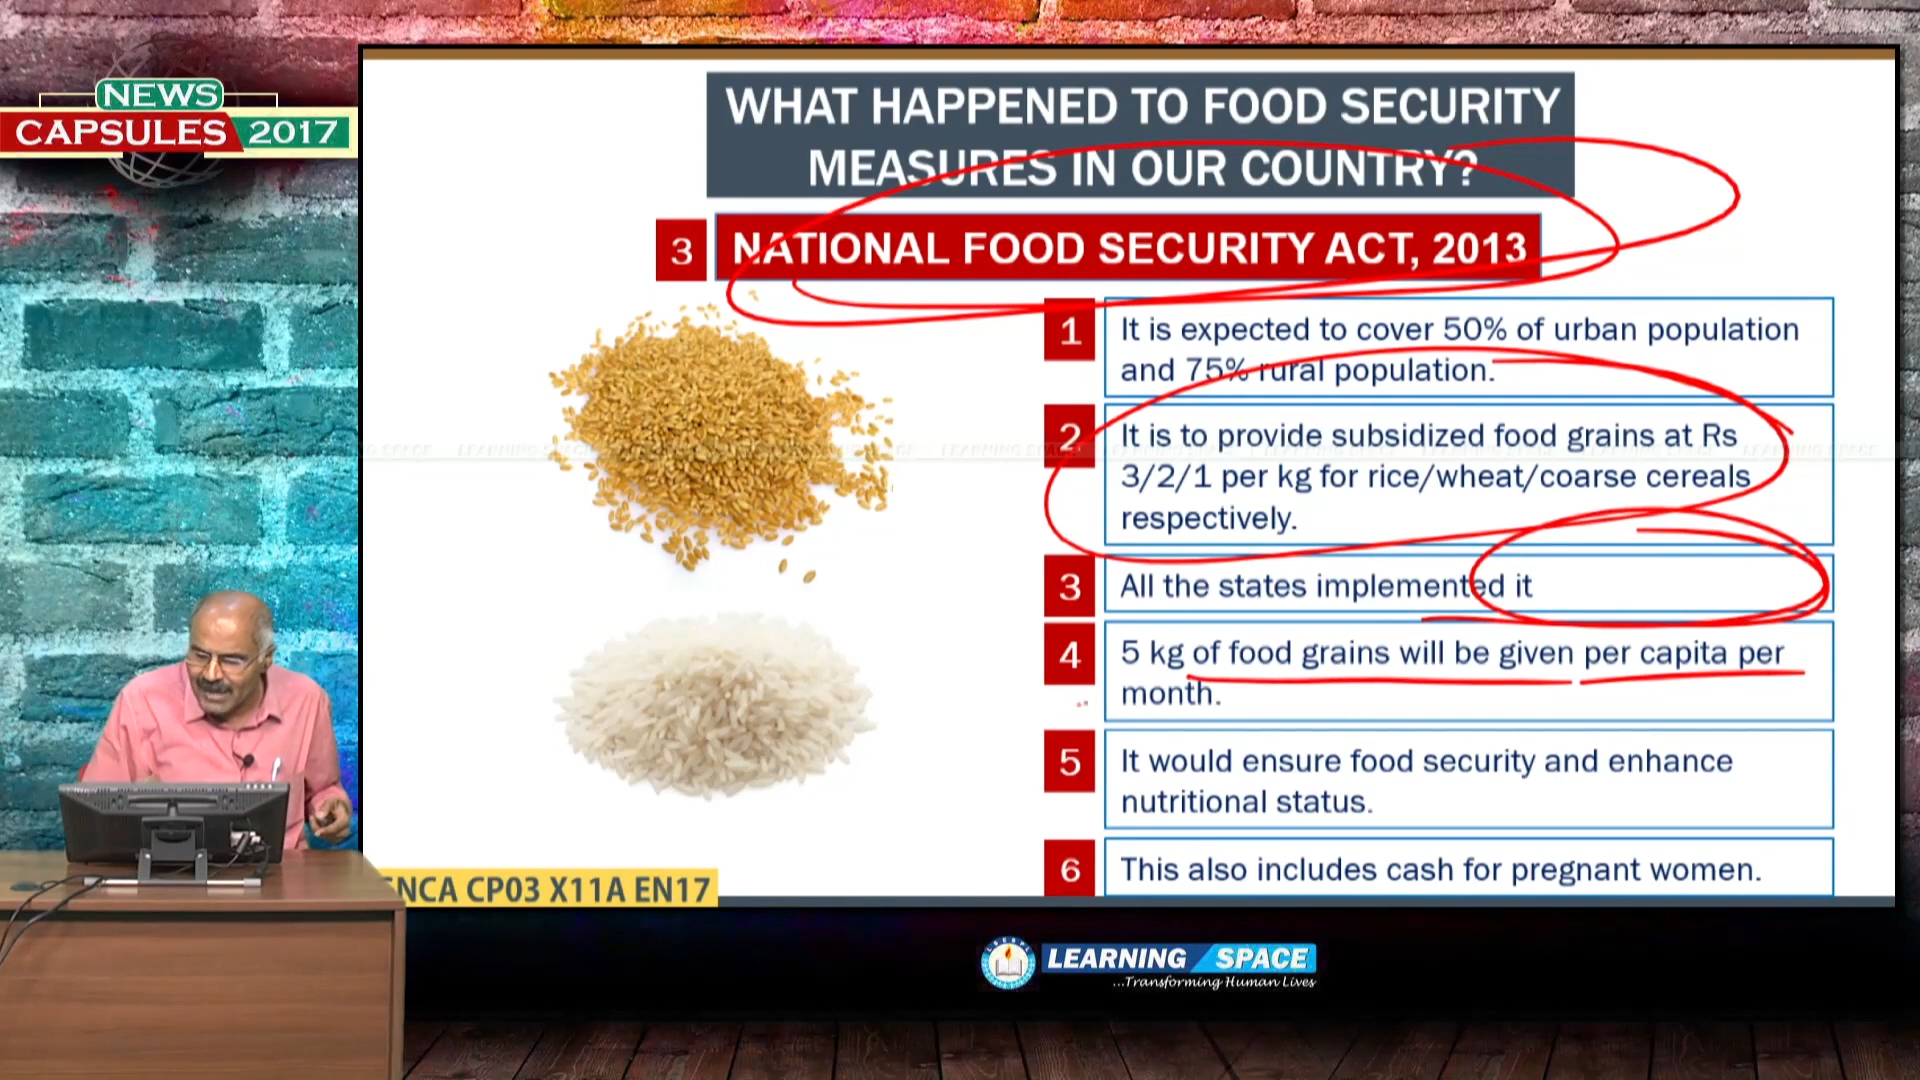 NEWS
CAPSULES 2017
WHAT HAPPENED TO FOOD SECURITY
MEASURES IN OUR COUNTRY?
3 NATIONAL FOOD SECURITY ACT, 2013
1 It is expected to cover 50% of urban population
and 75% rural population.
2 It is to provide subsidized food grains at Rs
3/2/1 per kg for rice/wheat/coarse cereals
respectively.
3 All the states implemented it
4 5 kg of food grains will be given per capita per
month.
5 It would ensure food security and enhance
nutritional status.
6 This also includes cash for pregnant women.
LEARNING SPACE
CP03 X11A EN17
LEARNING SPACE
...Transforming Human Lives